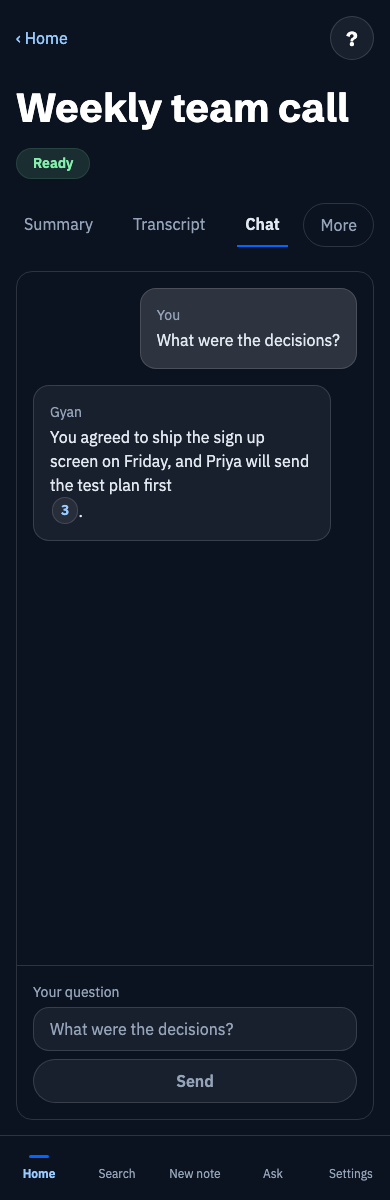 ‹ Home
?
Weekly team call
Ready
Summary
Transcript
Chat
More
You
What were the decisions?
Gyan
You agreed to ship the sign up
screen on Friday, and Priya will send
the test plan first
3.
Your question
What were the decisions?
Send
Home
Search
New note
Ask
Settings